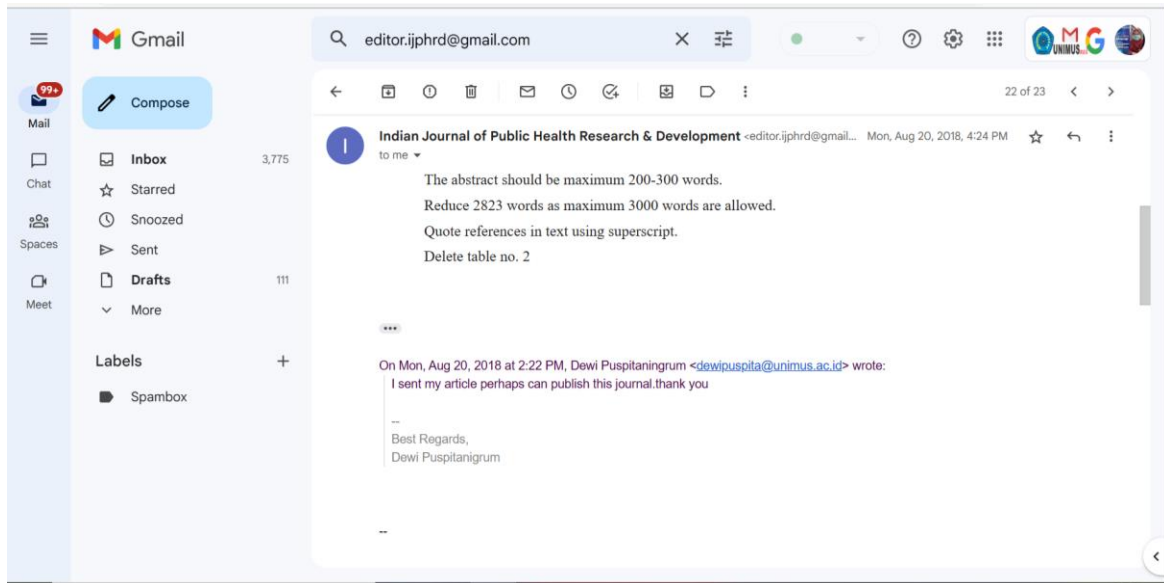 Gmail
editor.ijphrd@gmail.com
UNIMUS
M
G
99+
Mail
Compose
22 of 23
Chat
Spaces
Meet
Inbox 3,775
Starred
Snoozed
Sent
Drafts 111
More
Labels +
Spambox
I
Indian Journal of Public Health Research & Development <editor.ijphrd@gmail... Mon, Aug 20, 2018, 4:24 PM
to me
The abstract should be maximum 200-300 words.
Reduce 2823 words as maximum 3000 words are allowed.
Quote references in text using superscript.
Delete table no. 2
•••
On Mon, Aug 20, 2018 at 2:22 PM, Dewi Puspitaningrum <dewipuspita@unimus.ac.id> wrote:
I sent my article perhaps can publish this journal.thank you
--
Best Regards,
Dewi Puspitanigrum
--